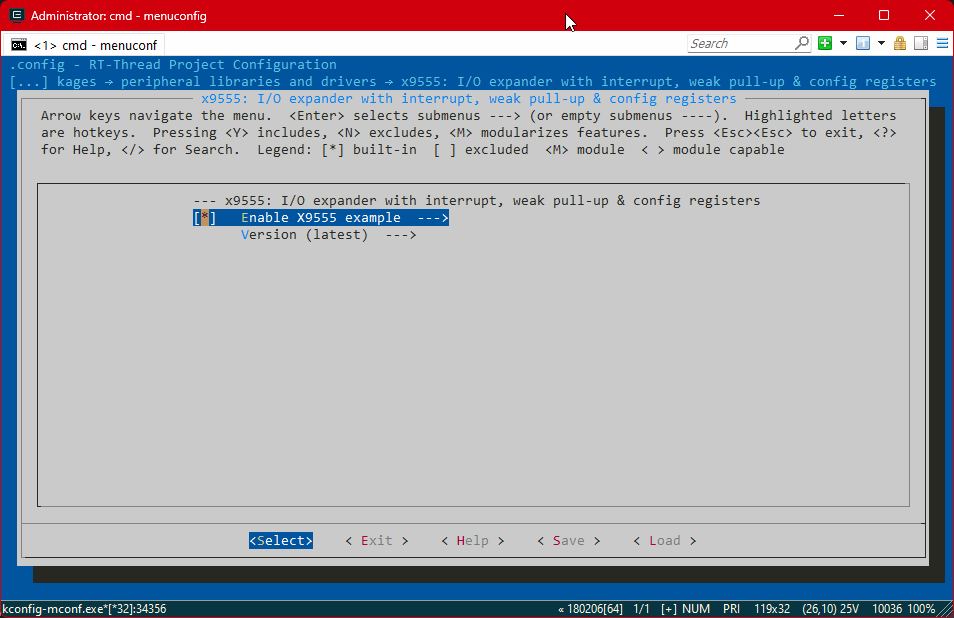 Administrator: cmd - menuconfig
<1> cmd - menuconf
Search
.config - RT-Thread Project Configuration
[...] kages → peripheral libraries and drivers → x9555: I/O expander with interrupt, weak pull-up & config registers
x9555: I/O expander with interrupt, weak pull-up & config registers
Arrow keys navigate the menu.  <Enter> selects submenus ---> (or empty submenus ----).  Highlighted letters
are hotkeys.  Pressing <Y> includes, <N> excludes, <M> modularizes features.  Press <Esc><Esc> to exit, <?>
for Help, </> for Search.  Legend: [*] built-in  [ ] excluded  <M> module  < > module capable
--- x9555: I/O expander with interrupt, weak pull-up & config registers
[*]   Enable X9555 example  --->
Version (latest)  --->
<Select>    < Exit >    < Help >    < Save >    < Load >
kconfig-mconf.exe*[*32]:34356    « 180206[64]  1/1  [+] NUM  PRI  119x32  (26,10) 25V  10036  100%